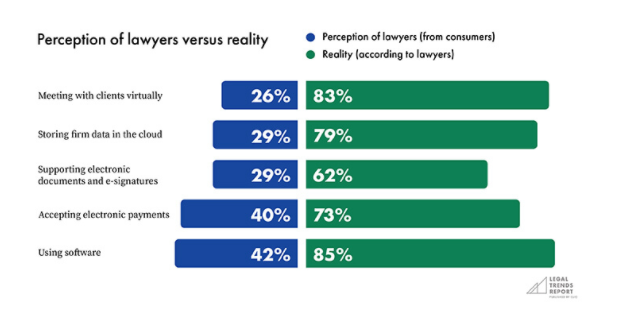 Perception of lawyers versus reality
Perception of lawyers (from consumers)
Reality (according to lawyers)
Meeting with clients virtually
26% 83%
Storing firm data in the cloud
29% 79%
Supporting electronic
documents and e-signatures
29% 62%
Accepting electronic payments
40% 73%
Using software
42% 85%
LEGAL
TRENDS
REPORT